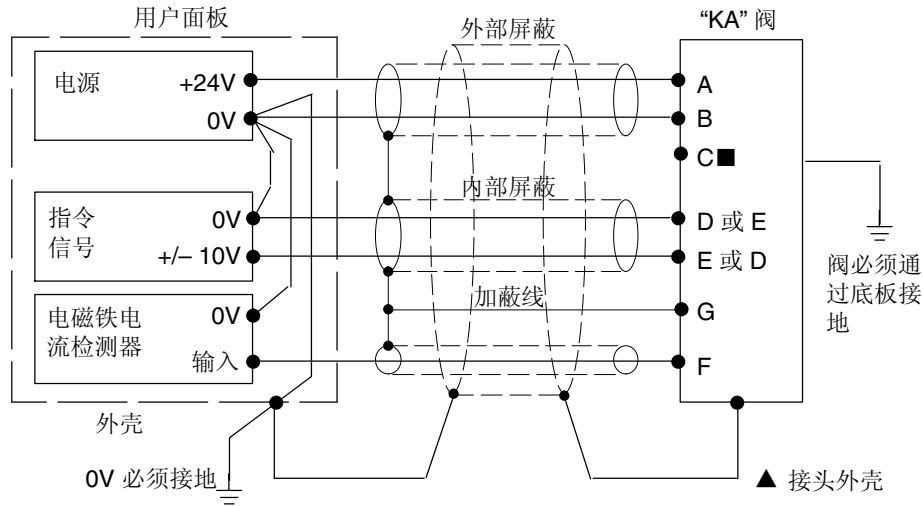 用户面板
外部屏蔽
“KA” 阀
电源
+24V
0V
A
B
C■
内部屏蔽
指令
信号
0V
+/– 10V
D 或 E
E 或 D
阀必须通
过底板接
地
加蔽线
G
电磁铁电
流检测器
0V
输入
F
外壳
0V 必须接地
▲ 接头外壳